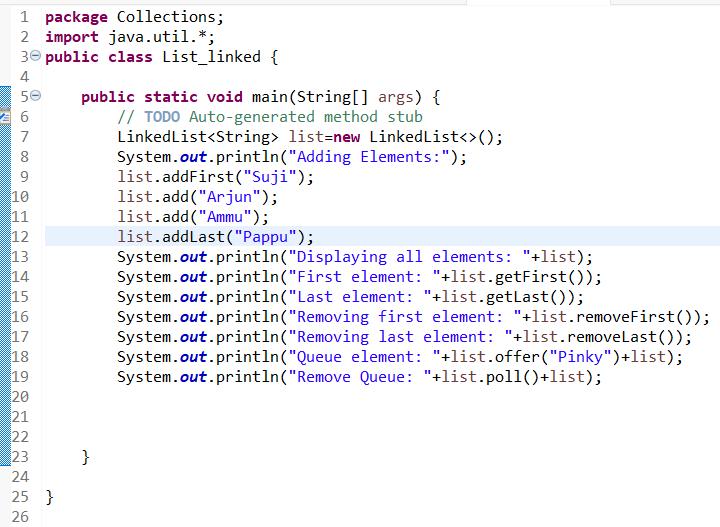 1 package Collections;
2 import java.util.*;
3 public class List_linked {
4
5     public static void main(String[] args) {
6         // TODO Auto-generated method stub
7         LinkedList<String> list=new LinkedList<>();
8         System.out.println("Adding Elements:");
9         list.addFirst("Suji");
10         list.add("Arjun");
11         list.add("Ammu");
12         list.addLast("Pappu");
13         System.out.println("Displaying all elements: "+list);
14         System.out.println("First element: "+list.getFirst());
15         System.out.println("Last element: "+list.getLast());
16         System.out.println("Removing first element: "+list.removeFirst());
17         System.out.println("Removing last element: "+list.removeLast());
18         System.out.println("Queue element: "+list.offer("Pinky")+list);
19         System.out.println("Remove Queue: "+list.poll()+list);
20
21
22
23     }
24
25 }
26